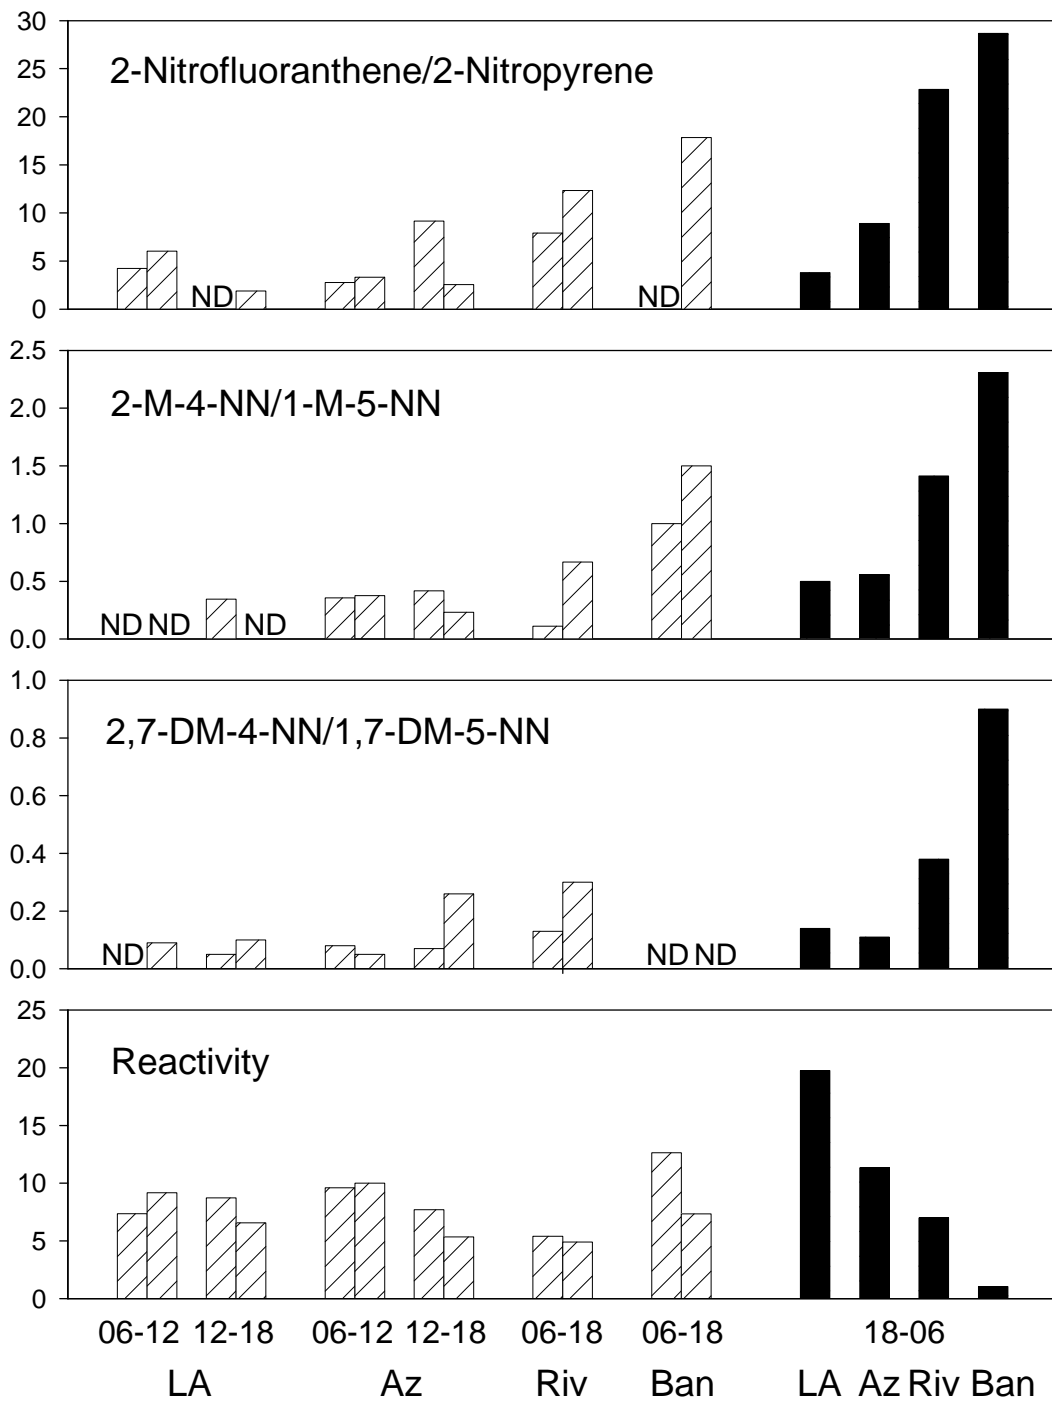 30
25
20
15
10
5
0
2-Nitrofluoranthene/2-Nitropyrene
ND
ND
2.5
2.0
1.5
1.0
0.5
0.0
2-M-4-NN/1-M-5-NN
ND ND
ND
1.0
0.8
0.6
0.4
0.2
0.0
2,7-DM-4-NN/1,7-DM-5-NN
ND
ND ND
25
20
15
10
5
0
Reactivity
06-12 12-18 06-12 12-18 06-18 06-18 18-06
LA Az Riv Ban LA Az Riv Ban